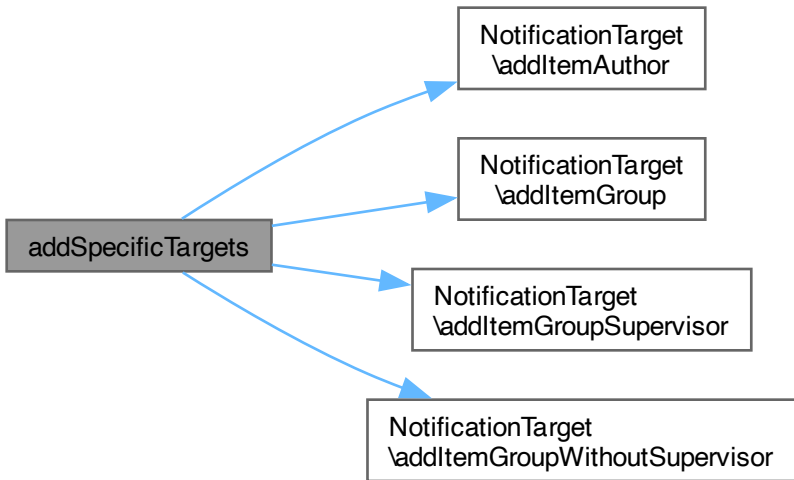 NotificationTarget
\addItemAuthor
NotificationTarget
\addItemGroup
addSpecificTargets
NotificationTarget
\addItemGroupSupervisor
NotificationTarget
\addItemGroupWithoutSupervisor